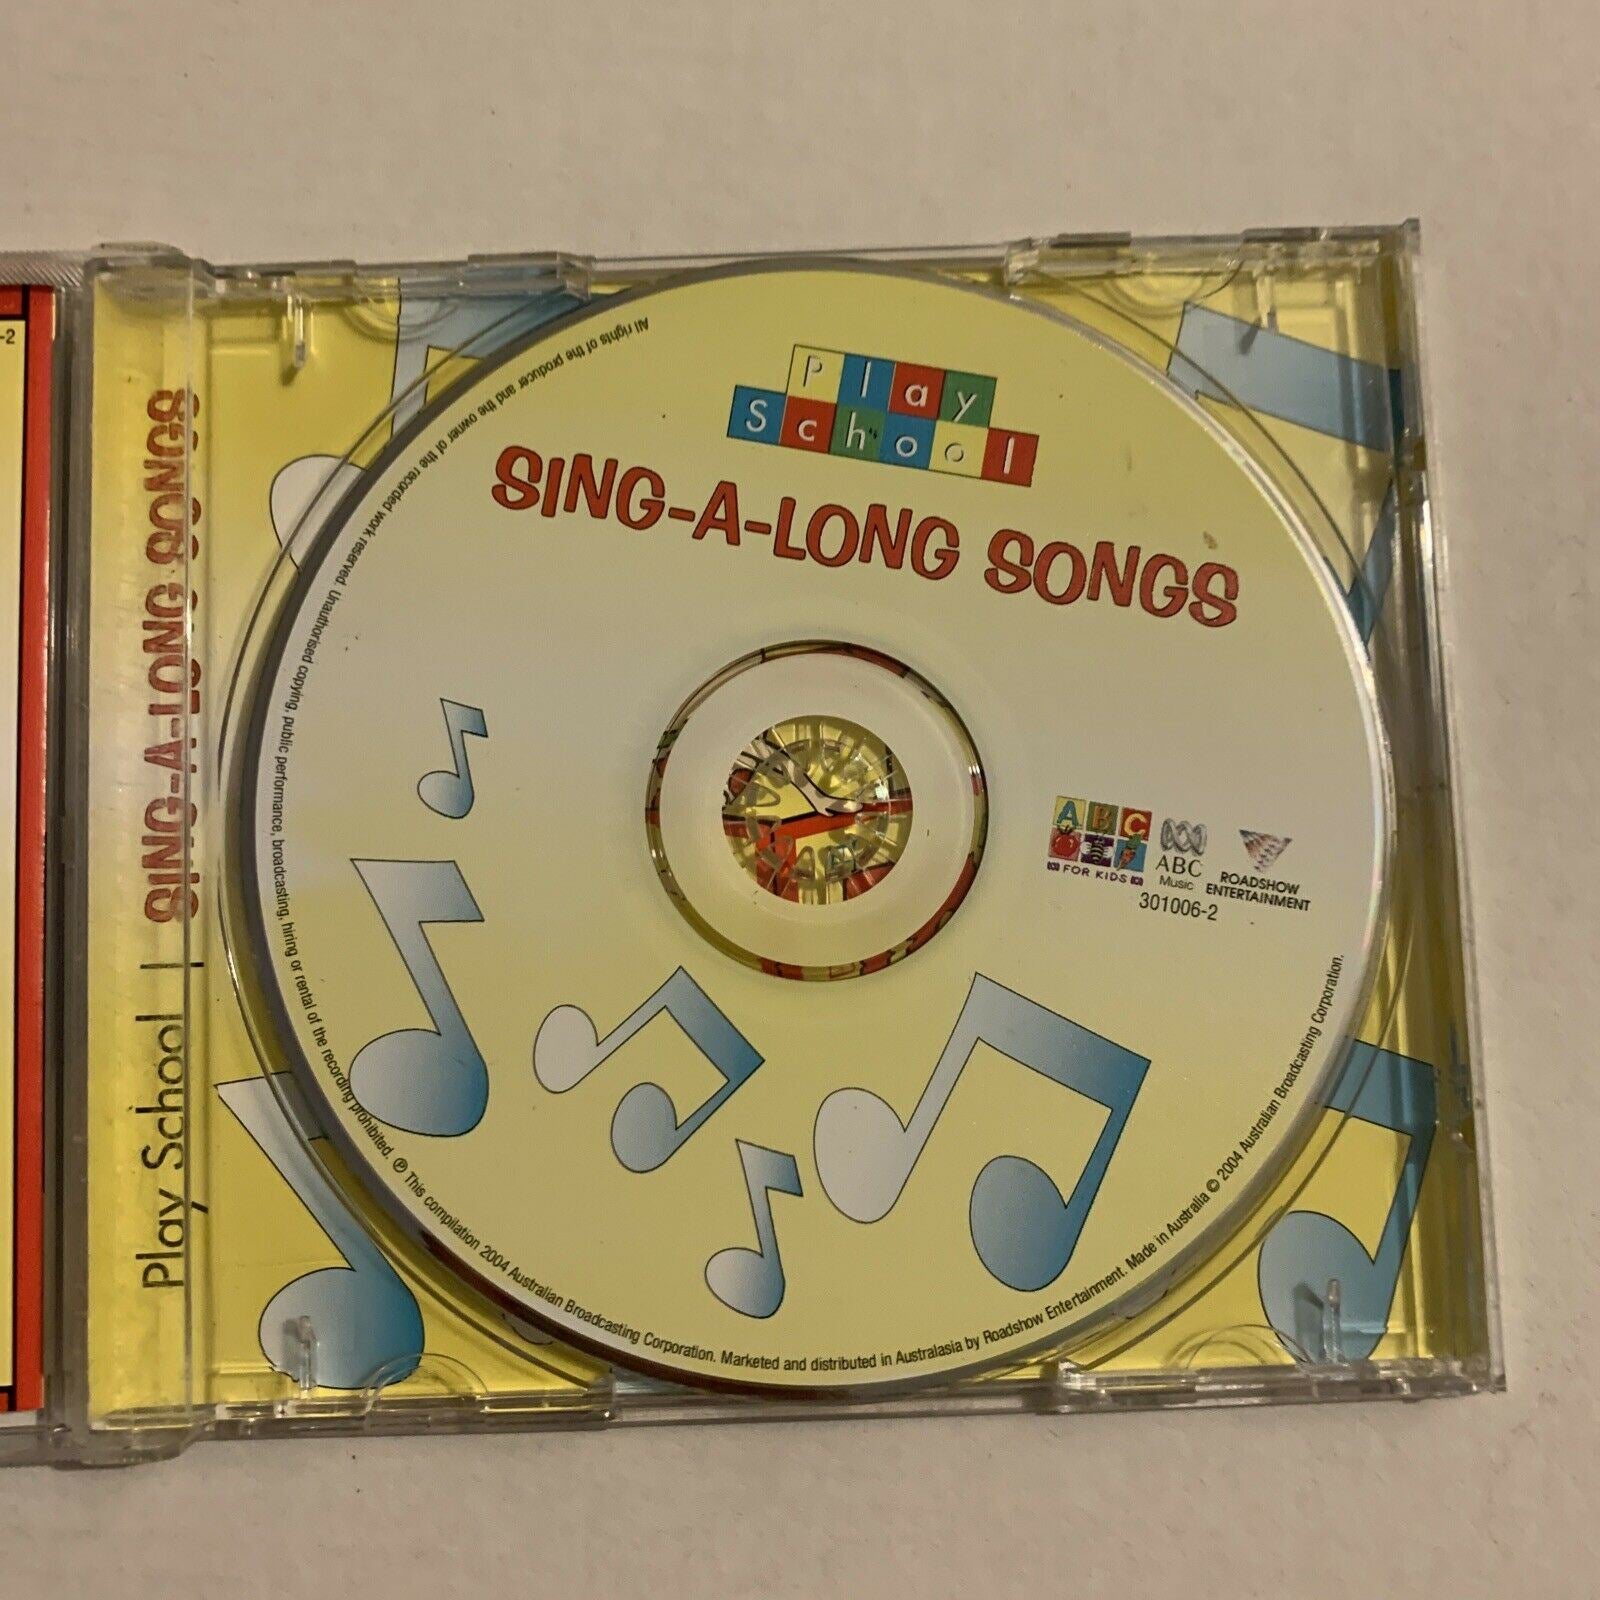 -2
Play School | SING-A-LONG SONGS
Play
School
SING-A-LONG SONGS
ABC
FOR KIDS
ABC
Music
ROADSHOW
ENTERTAINMENT
301006-2
All rights of the producer and the owner of the recorded work reserved. Unauthorised copying, public performance, broadcasting, hiring or rental of the recording prohibited. ℗ This compilation 2004 Australian Broadcasting Corporation. Marketed and distributed in Australasia by Roadshow Entertainment. Made in Australia © 2004 Australian Broadcasting Corporation.